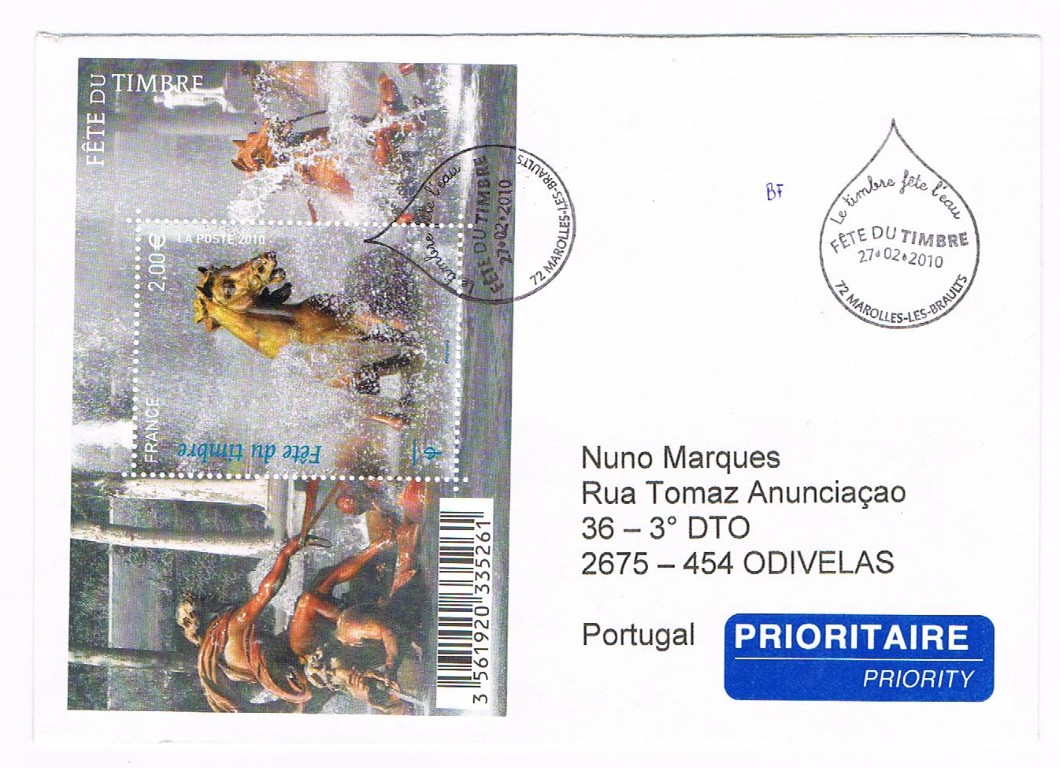 FÊTE DU TIMBRE
LA POSTE 2010
2.00€
FRANCE
Fête du timbre
3 561920 335261
Le timbre fête l'eau
FÊTE DU TIMBRE
27•02•2010
72 MAROLLES-LES-BRAULTS
BF
Le timbre fête l'eau
FÊTE DU TIMBRE
27•02•2010
72 MAROLLES-LES-BRAULTS
Nuno Marques
Rua Tomaz Anunciaçao
36 – 3° DTO
2675 – 454 ODIVELAS
Portugal
PRIORITAIRE
PRIORITY